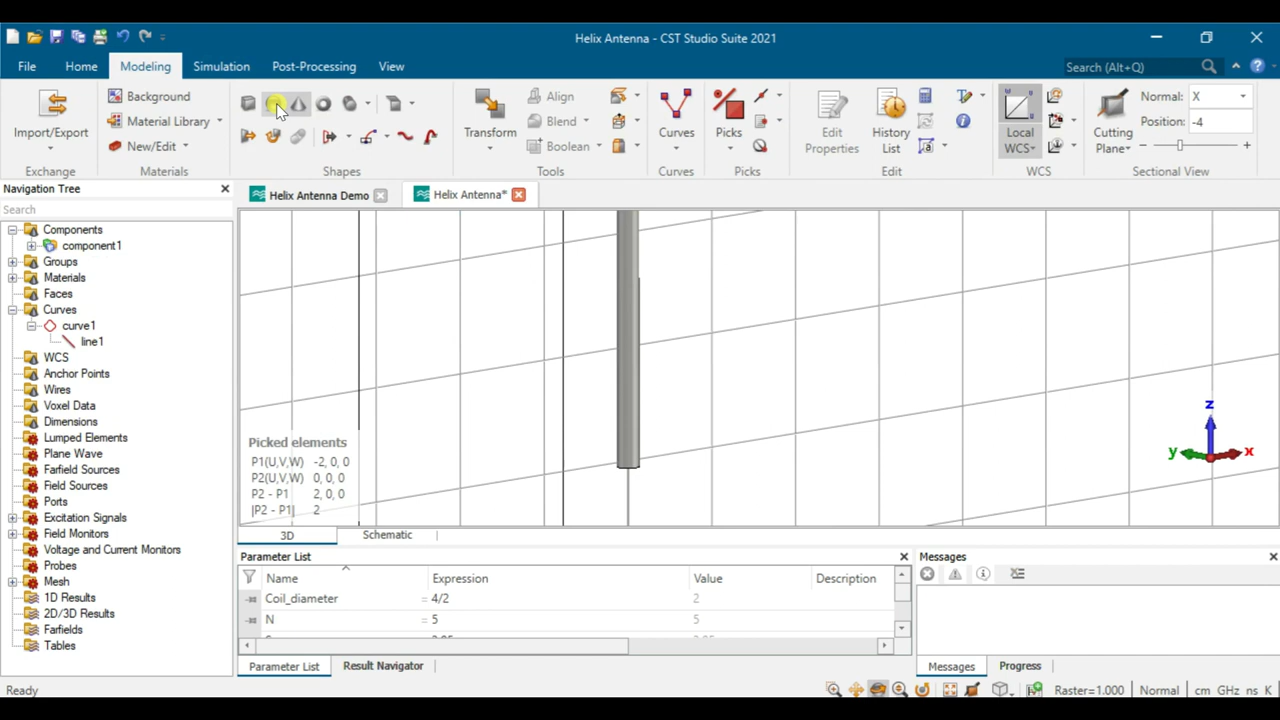 Helix Antenna - CST Studio Suite 2021
File Home Modeling Simulation Post-Processing View Search (Alt+Q)
Import/Export
Exchange
Background
Material Library
New/Edit
Materials
Shapes
Transform
Align
Blend
Boolean
Tools
Curves
Curves
Picks
Picks
Edit
Properties
History
List
Edit
Local
WCS
WCS
Cutting
Plane
Normal: X
Position: -4
Sectional View
Navigation Tree
Search
Components
component1
Groups
Materials
Faces
Curves
curve1
line1
WCS
Anchor Points
Wires
Voxel Data
Dimensions
Lumped Elements
Plane Wave
Farfield Sources
Field Sources
Ports
Excitation Signals
Field Monitors
Voltage and Current Monitors
Probes
Mesh
1D Results
2D/3D Results
Farfields
Tables
Helix Antenna Demo
Helix Antenna*
Picked elements
P1(U,V,W) -2, 0, 0
P2(U,V,W) 0, 0, 0
P2 - P1 2, 0, 0
|P2 - P1| 2
z
y x
3D Schematic
Parameter List
Name Expression Value Description
Coil_diameter = 4/2 2
N = 5 5
Parameter List Result Navigator
Messages
Messages Progress
Ready
Raster=1.000 Normal cm GHz ns K